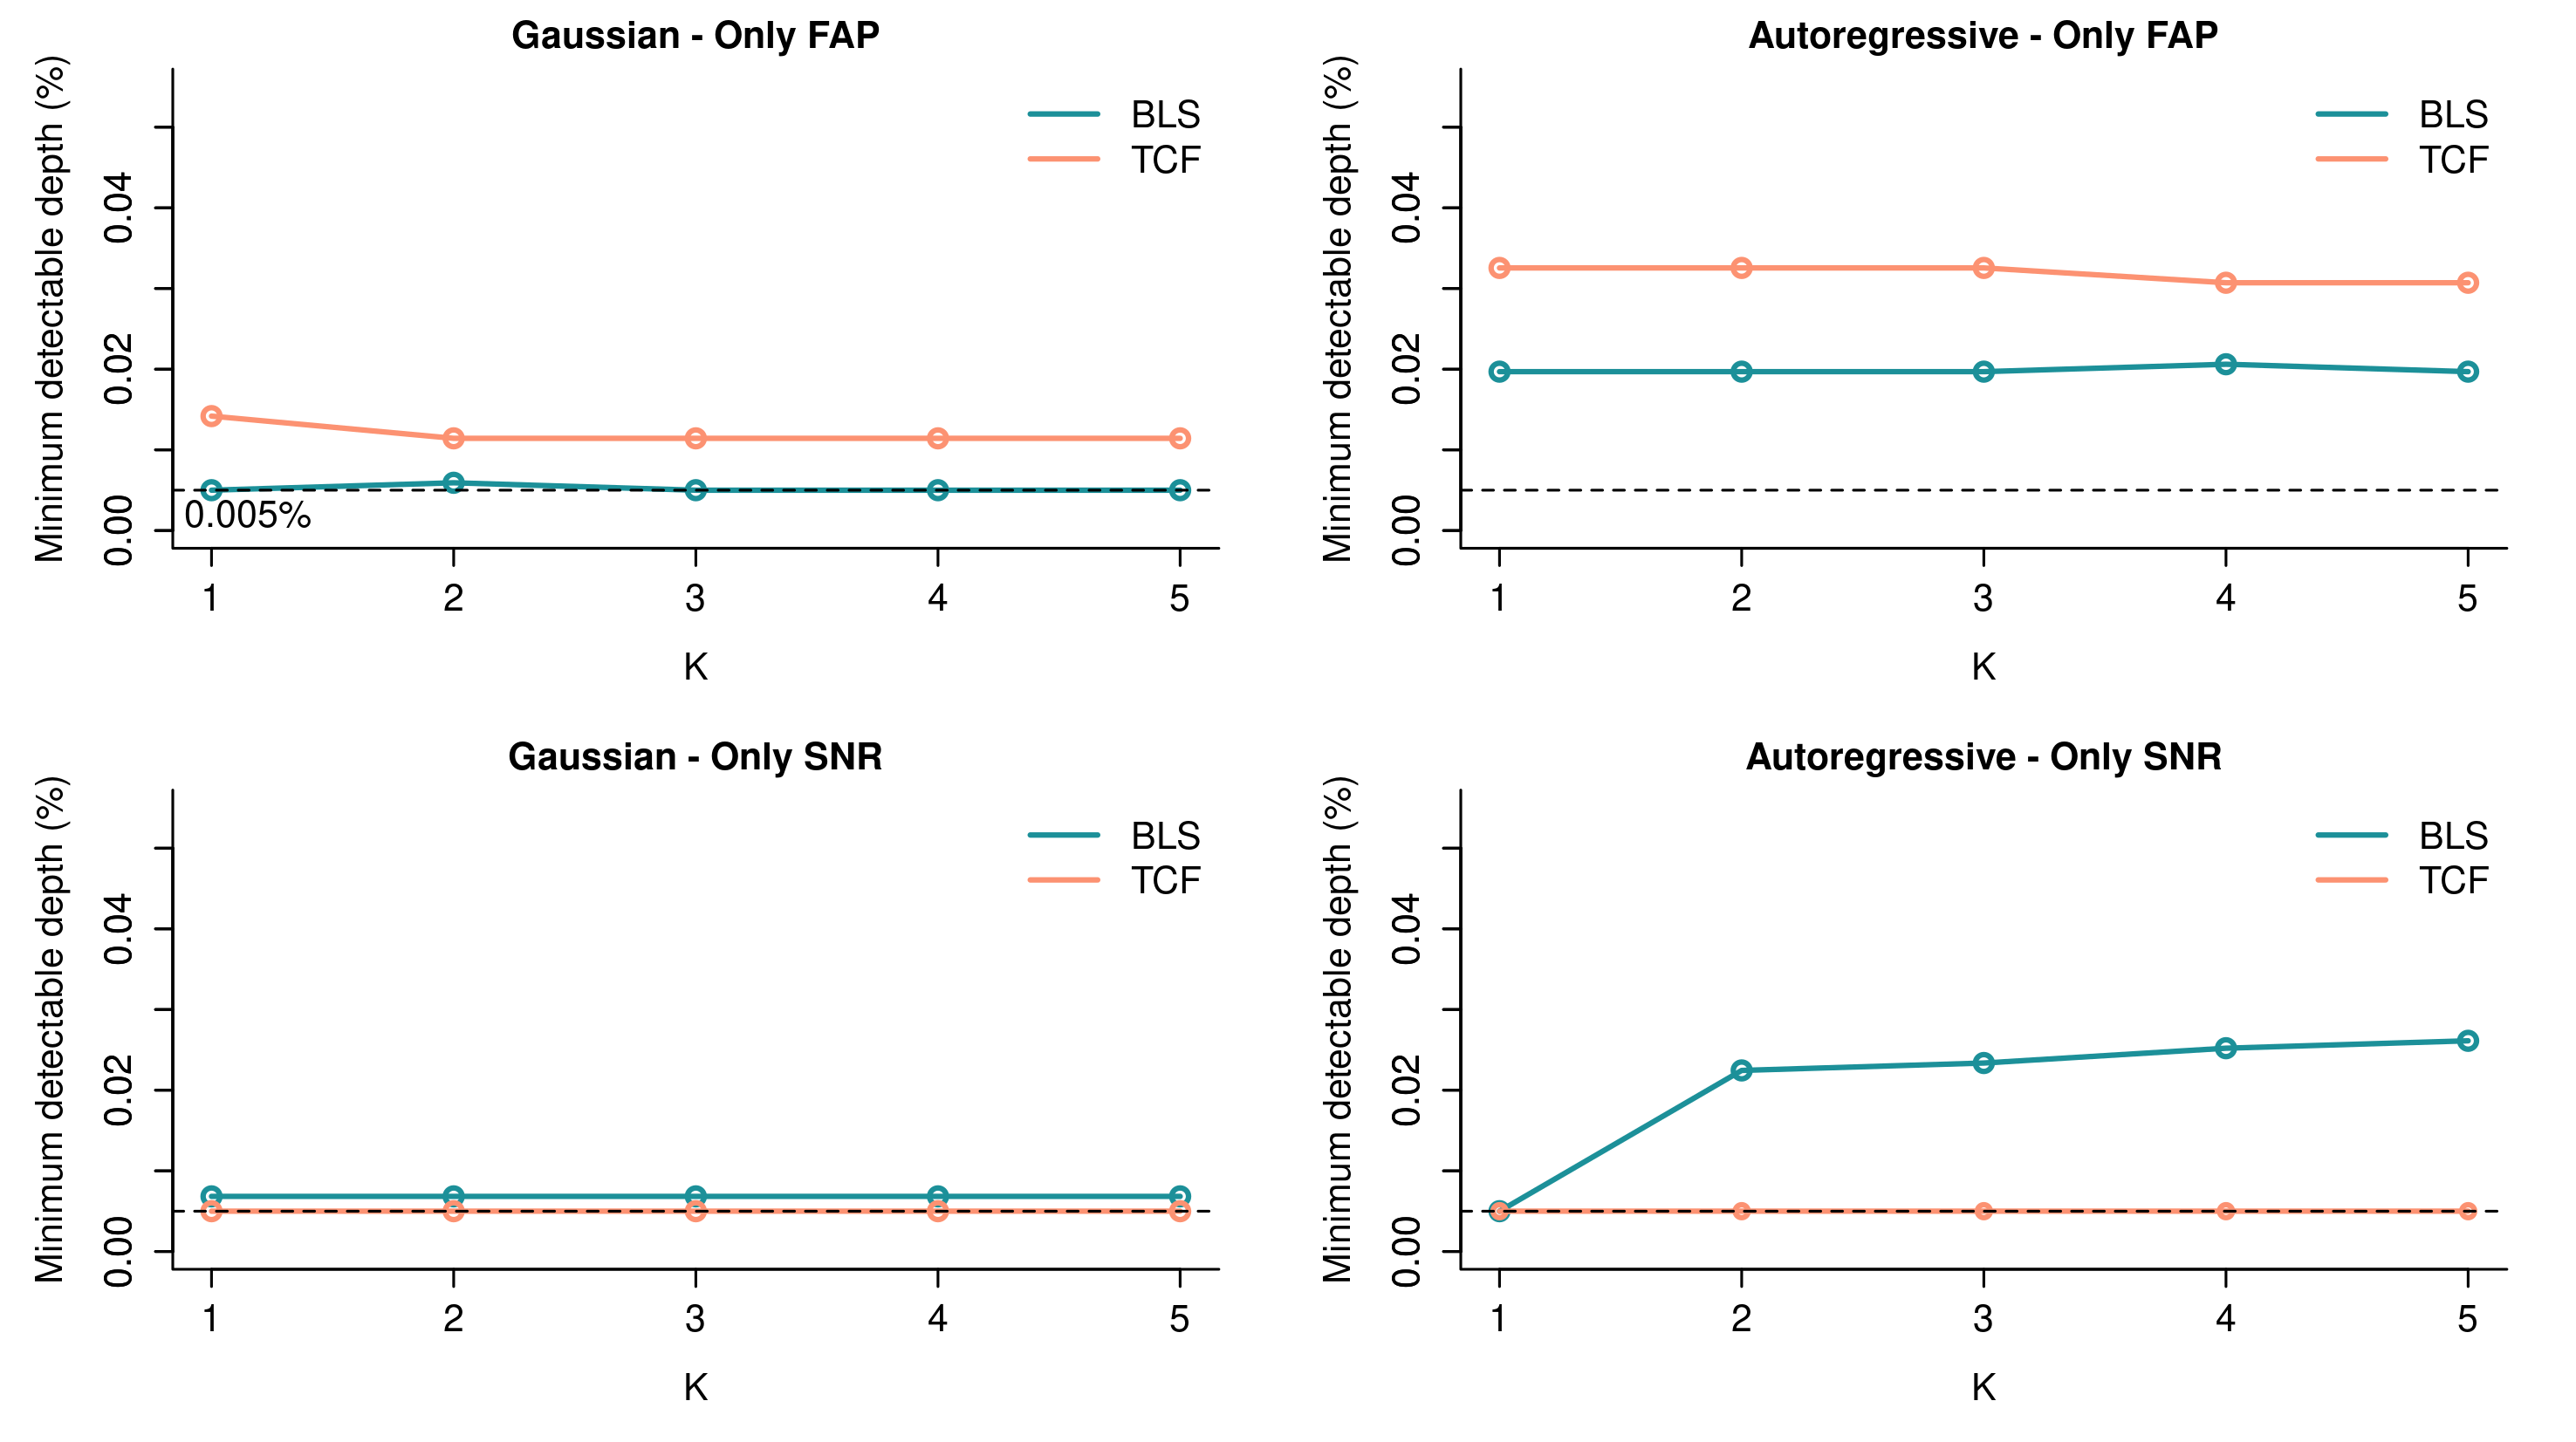 Gaussian - Only FAP
Minimum detectable depth (%)
0.04
0.02
0.00
BLS
TCF
0.005%
1 2 3 4 5
K
Autoregressive - Only FAP
Minimum detectable depth (%)
0.04
0.02
0.00
BLS
TCF
1 2 3 4 5
K
Gaussian - Only SNR
Minimum detectable depth (%)
0.04
0.02
0.00
BLS
TCF
1 2 3 4 5
K
Autoregressive - Only SNR
Minimum detectable depth (%)
0.04
0.02
0.00
BLS
TCF
1 2 3 4 5
K